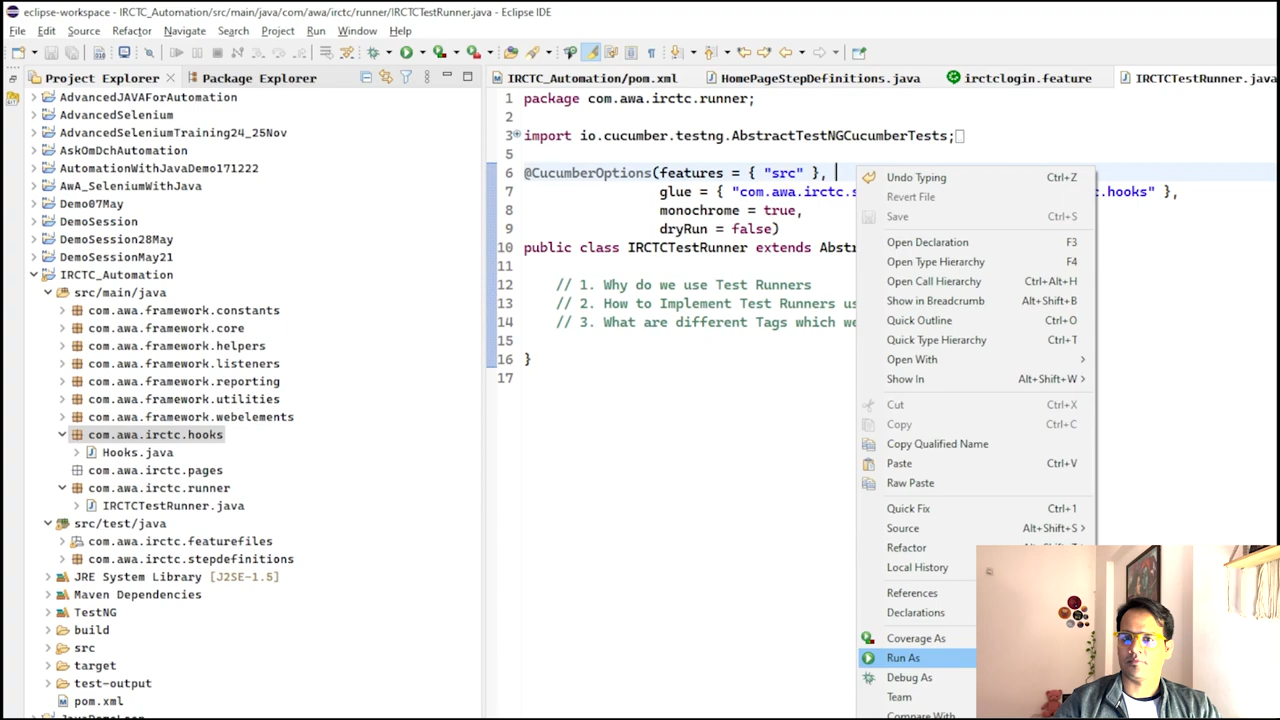 eclipse-workspace - IRCTC_Automation/src/main/java/com/awa/irctc/runner/IRCTCTestRunner.java - Eclipse IDE
File Edit Source Refactor Navigate Search Project Run Window Help
Project Explorer Package Explorer
IRCTC_Automation/pom.xml HomePageStepDefinitions.java irctclogin.feature IRCTCTestRunner.java
AdvancedJAVAForAutomation
AdvancedSelenium
AdvancedSeleniumTraining24_25Nov
AskOmDchAutomation
AutomationWithJavaDemo171222
AwA_SeleniumWithJava
Demo07May
DemoSession
DemoSession28May
DemoSessionMay21
IRCTC_Automation
src/main/java
com.awa.framework.constants
com.awa.framework.core
com.awa.framework.helpers
com.awa.framework.listeners
com.awa.framework.reporting
com.awa.framework.utilities
com.awa.framework.webelements
com.awa.irctc.hooks
Hooks.java
com.awa.irctc.pages
com.awa.irctc.runner
IRCTCTestRunner.java
src/test/java
com.awa.irctc.featurefiles
com.awa.irctc.stepdefinitions
JRE System Library [J2SE-1.5]
Maven Dependencies
TestNG
build
src
target
test-output
pom.xml
1 package com.awa.irctc.runner;
2
3 import io.cucumber.testng.AbstractTestNGCucumberTests;
5
6 @CucumberOptions(features = { "src" },
7 glue = { "com.awa.irctc.s .hooks" },
8 monochrome = true,
9 dryRun = false)
10 public class IRCTCTestRunner extends Abst
11
12 // 1. Why do we use Test Runners
13 // 2. How to Implement Test Runners us
14 // 3. What are different Tags which we
15
16 }
17
Undo Typing Ctrl+Z
Revert File
Save Ctrl+S
Open Declaration F3
Open Type Hierarchy F4
Open Call Hierarchy Ctrl+Alt+H
Show in Breadcrumb Alt+Shift+B
Quick Outline Ctrl+O
Quick Type Hierarchy Ctrl+T
Open With
Show In Alt+Shift+W
Cut Ctrl+X
Copy Ctrl+C
Copy Qualified Name
Paste Ctrl+V
Raw Paste
Quick Fix Ctrl+1
Source Alt+Shift+S
Refactor
Local History
References
Declarations
Coverage As
Run As
Debug As
Team
Compare With